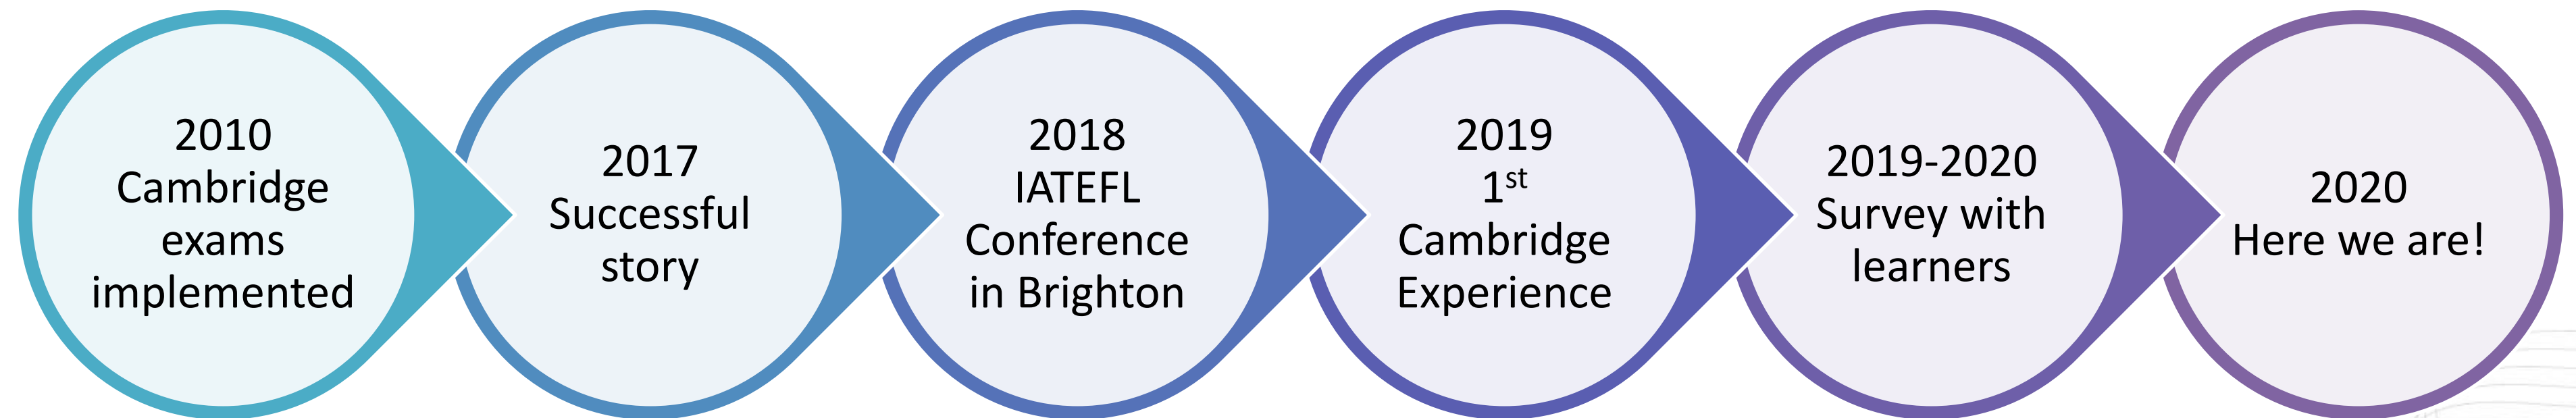 2010
Cambridge
exams
implemented
2017
Successful
story
2018
IATEFL
Conference
in Brighton
2019
1st
Cambridge
Experience
2019-2020
Survey with
learners
2020
Here we are!